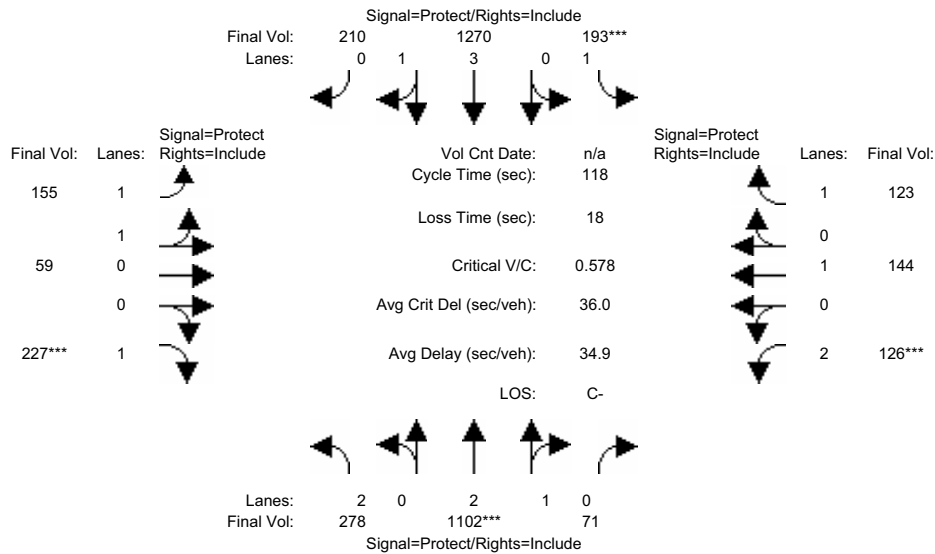 Signal=Protect/Rights=Include
Final Vol: 210 1270 193***
Lanes: 0 1 3 0 1
Signal=Protect Signal=Protect
Final Vol: Lanes: Rights=Include Vol Cnt Date: n/a Rights=Include Lanes: Final Vol:
Cycle Time (sec): 118
155 1 1 123
Loss Time (sec): 18
1 0
59 0 Critical V/C: 0.578 1 144
0 Avg Crit Del (sec/veh): 36.0 0
227*** 1 Avg Delay (sec/veh): 34.9 2 126***
LOS: C-
Lanes: 2 0 2 1 0
Final Vol: 278 1102*** 71
Signal=Protect/Rights=Include